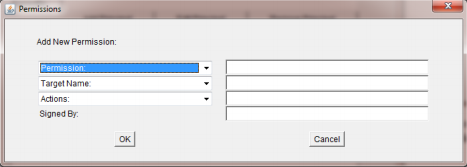 Permissions
Add New Permission:
Permission:
Target Name:
Actions:
Signed By:
OK Cancel